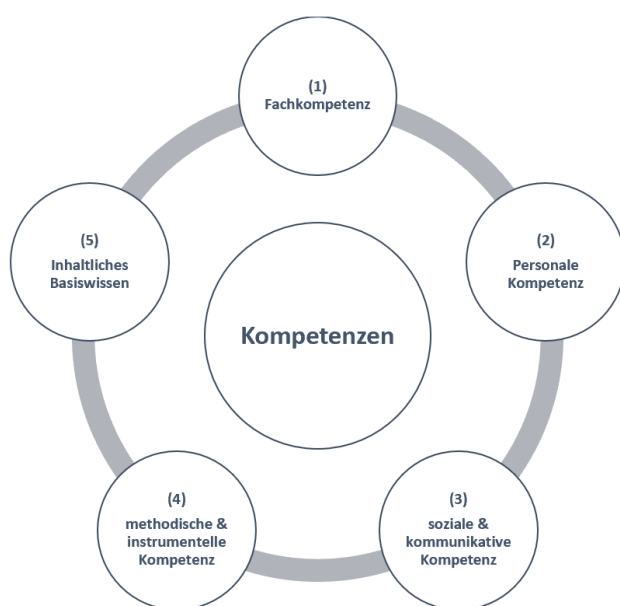 (1)
Fachkompetenz
(2)
Personale
Kompetenz
(3)
soziale &
kommunikative
Kompetenz
(4)
methodische &
instrumentelle
Kompetenz
(5)
Inhaltliches
Basiswissen
Kompetenzen